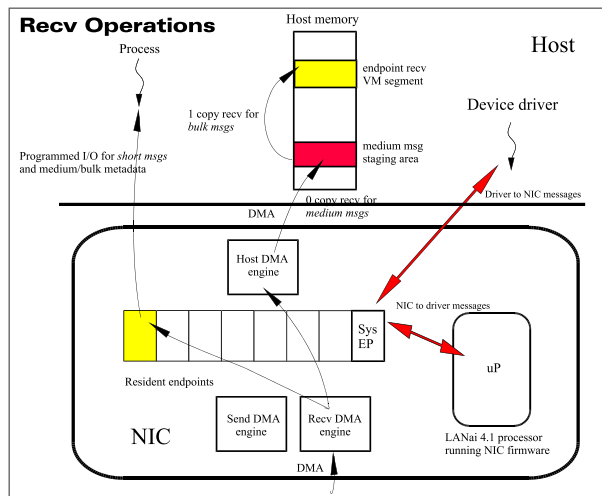 Recv Operations
Process
Host memory
Host
endpoint recv
VM segment
1 copy recv for
bulk msgs
Device driver
medium msg
staging area
Programmed I/O for short msgs
and medium/bulk metadata
0 copy recv for
medium msgs
Driver to NIC messages
DMA
Host DMA
engine
NIC to driver messages
Sys
EP
uP
Resident endpoints
Send DMA
engine
Recv DMA
engine
NIC
LANai 4.1 processor
running NIC firmware
DMA